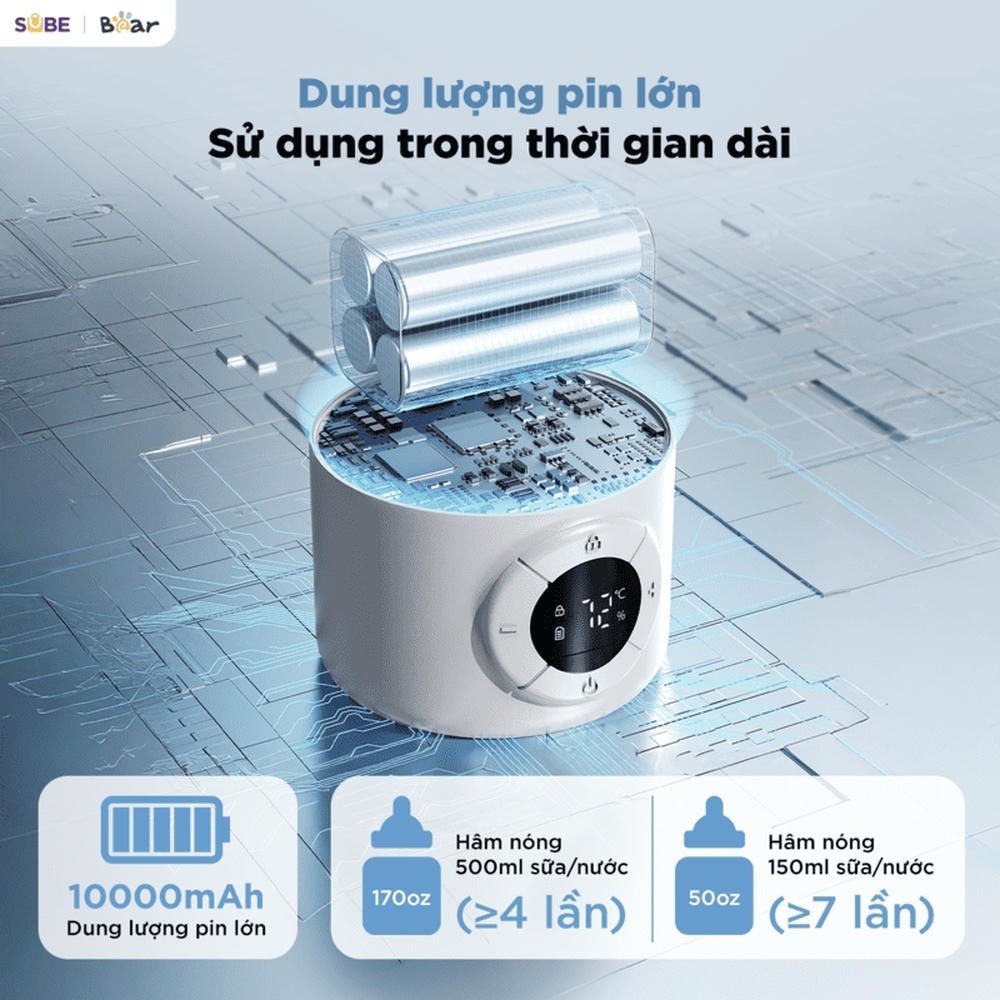 SUBE | Bear
Dung lượng pin lớn
Sử dụng trong thời gian dài
72 °C
%
10000mAh
Dung lượng pin lớn
170oz
Hâm nóng
500ml sữa/nước
(≥4 lần)
50oz
Hâm nóng
150ml sữa/nước
(≥7 lần)